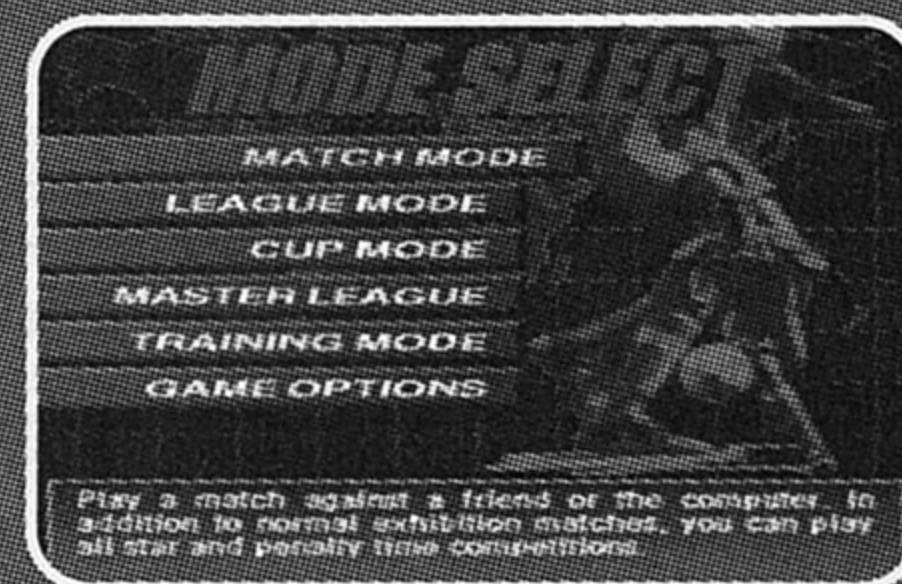 MODE SELECT
MATCH MODE
LEAGUE MODE
CUP MODE
MASTER LEAGUE
TRAINING MODE
GAME OPTIONS
Play a match against a friend or the computer. In
addition to normal exhibition matches, you can play
all star and penalty time competitions.